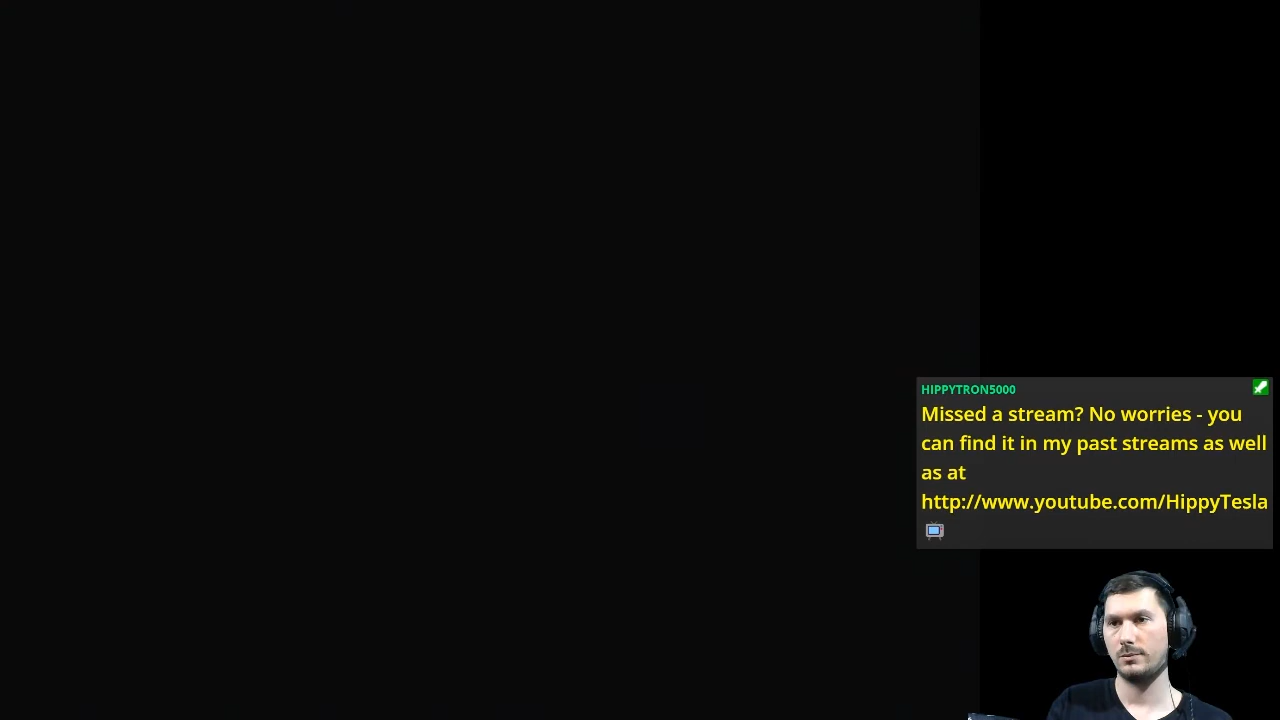 HIPPYTRON5000
Missed a stream? No worries - you
can find it in my past streams as well
as at
http://www.youtube.com/HippyTesla